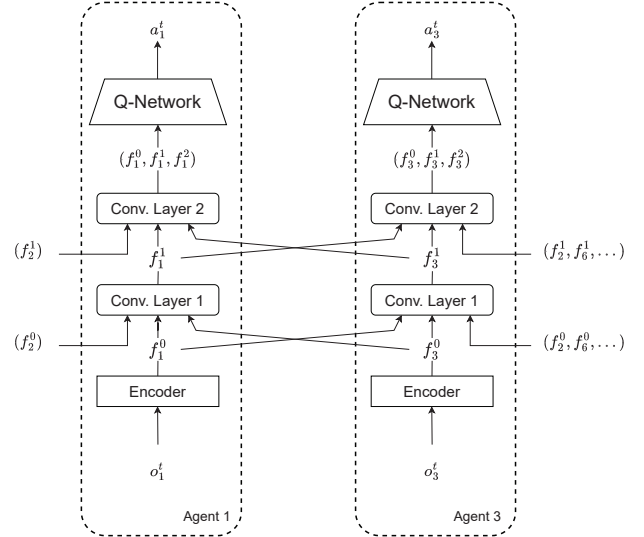 $a_1^t$ $a_3^t$
Q-Network Q-Network
$(f_1^0, f_1^1, f_1^2)$ $(f_3^0, f_3^1, f_3^2)$
Conv. Layer 2 Conv. Layer 2
$(f_2^1)$ $f_1^1$ $f_3^1$ $(f_2^1, f_6^1, \ldots)$
Conv. Layer 1 Conv. Layer 1
$(f_2^0)$ $f_1^0$ $f_3^0$ $(f_2^0, f_6^0, \ldots)$
Encoder Encoder
$o_1^t$ $o_3^t$
Agent 1 Agent 3